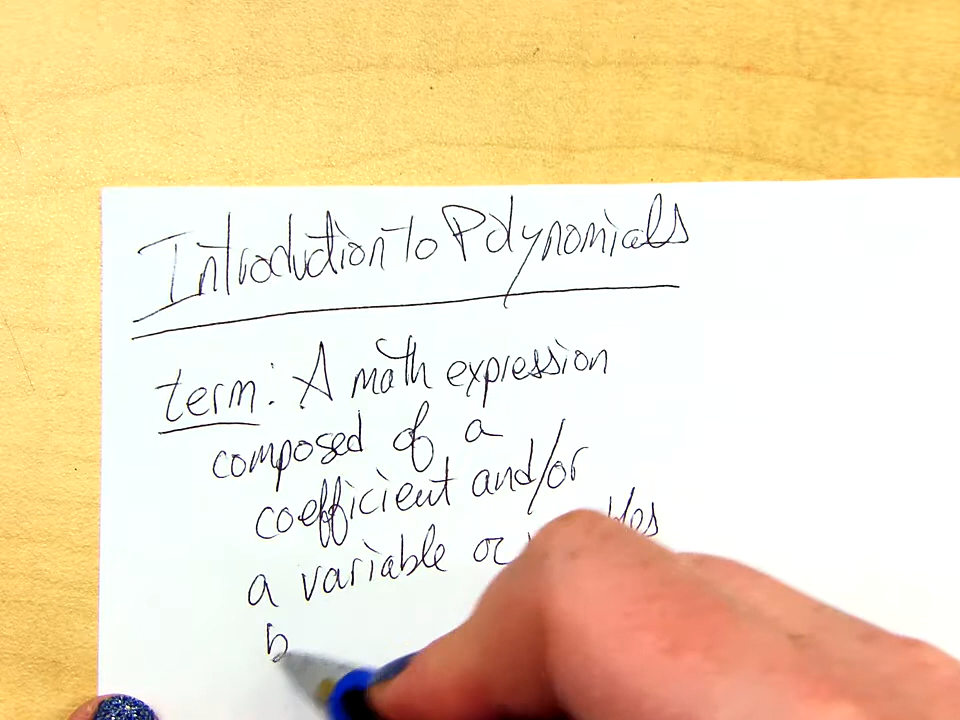 Introduction to Polynomials
term: A math expression
composed of a
coefficient and/or
a variable or
b